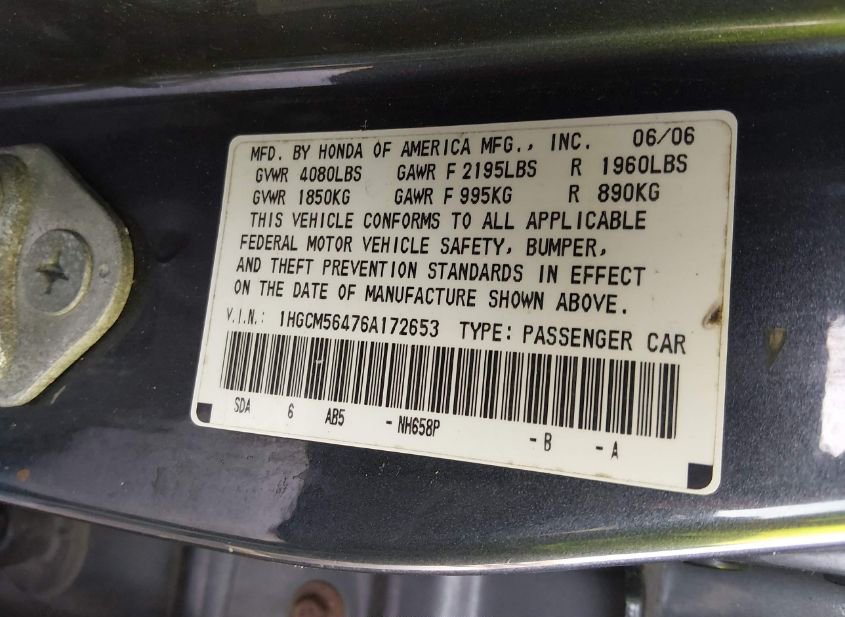 MFD. BY HONDA OF AMERICA MFG., INC. 06/06
GVWR 4080LBS GAWR F 2195LBS R 1960LBS
GVWR 1850KG GAWR F 995KG R 890KG
THIS VEHICLE CONFORMS TO ALL APPLICABLE
FEDERAL MOTOR VEHICLE SAFETY, BUMPER,
AND THEFT PREVENTION STANDARDS IN EFFECT
ON THE DATE OF MANUFACTURE SHOWN ABOVE.
V.I.N.: 1HGCM56476A172653 TYPE: PASSENGER CAR
SDA 6 AB5 -NH658P -B -A